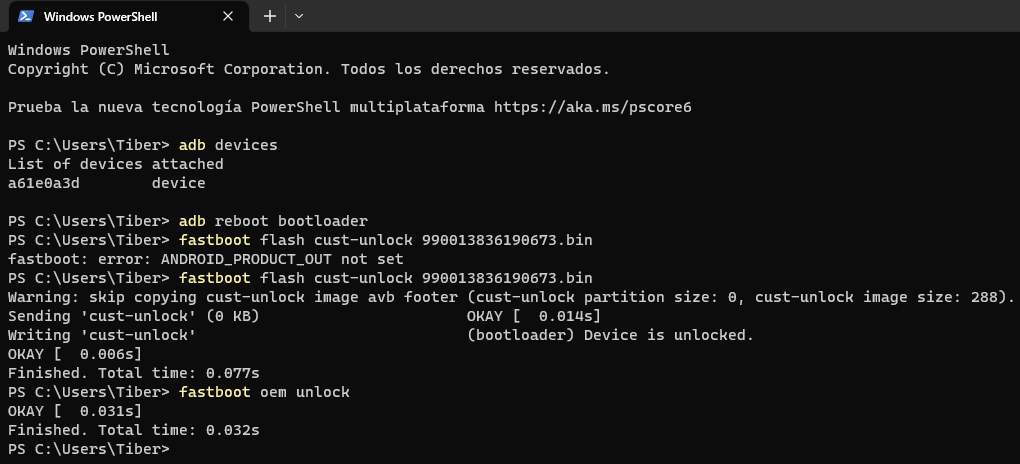 Windows PowerShell
Windows PowerShell
Copyright (C) Microsoft Corporation. Todos los derechos reservados.
Prueba la nueva tecnología PowerShell multiplataforma https://aka.ms/pscore6
PS C:\Users\Tiber> adb devices
List of devices attached
a61e0a3d        device
PS C:\Users\Tiber> adb reboot bootloader
PS C:\Users\Tiber> fastboot flash cust-unlock 990013836190673.bin
fastboot: error: ANDROID_PRODUCT_OUT not set
PS C:\Users\Tiber> fastboot flash cust-unlock 990013836190673.bin
Warning: skip copying cust-unlock image avb footer (cust-unlock partition size: 0, cust-unlock image size: 288).
Sending 'cust-unlock' (0 KB)                       OKAY [  0.014s]
Writing 'cust-unlock'                              (bootloader) Device is unlocked.
OKAY [  0.006s]
Finished. Total time: 0.077s
PS C:\Users\Tiber> fastboot oem unlock
OKAY [  0.031s]
Finished. Total time: 0.032s
PS C:\Users\Tiber>